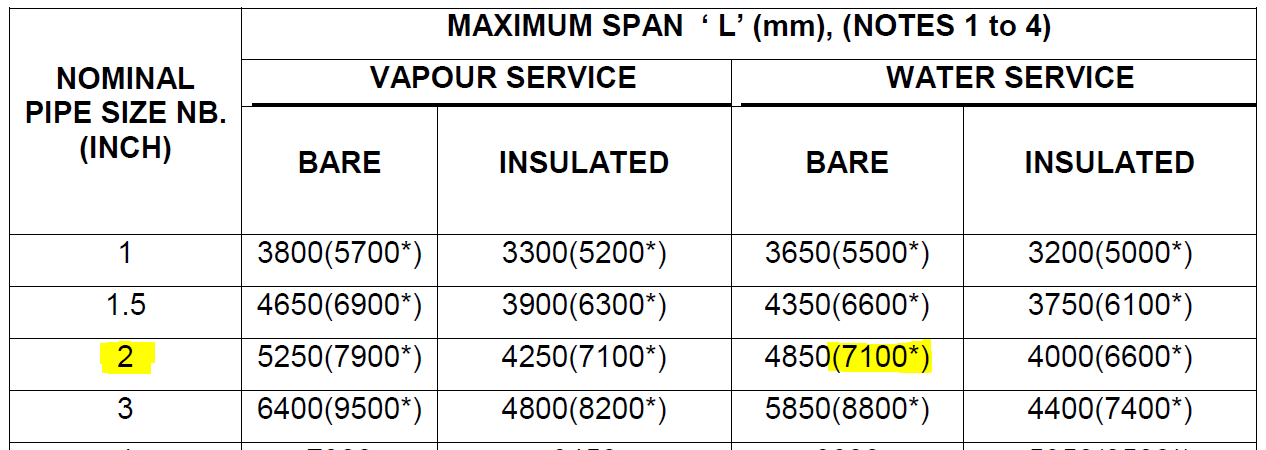 MAXIMUM SPAN ‘ L’ (mm), (NOTES 1 to 4)
NOMINAL
PIPE SIZE NB.
(INCH)
VAPOUR SERVICE WATER SERVICE
BARE INSULATED BARE INSULATED
1 3800(5700*) 3300(5200*) 3650(5500*) 3200(5000*)
1.5 4650(6900*) 3900(6300*) 4350(6600*) 3750(6100*)
2 5250(7900*) 4250(7100*) 4850(7100*) 4000(6600*)
3 6400(9500*) 4800(8200*) 5850(8800*) 4400(7400*)